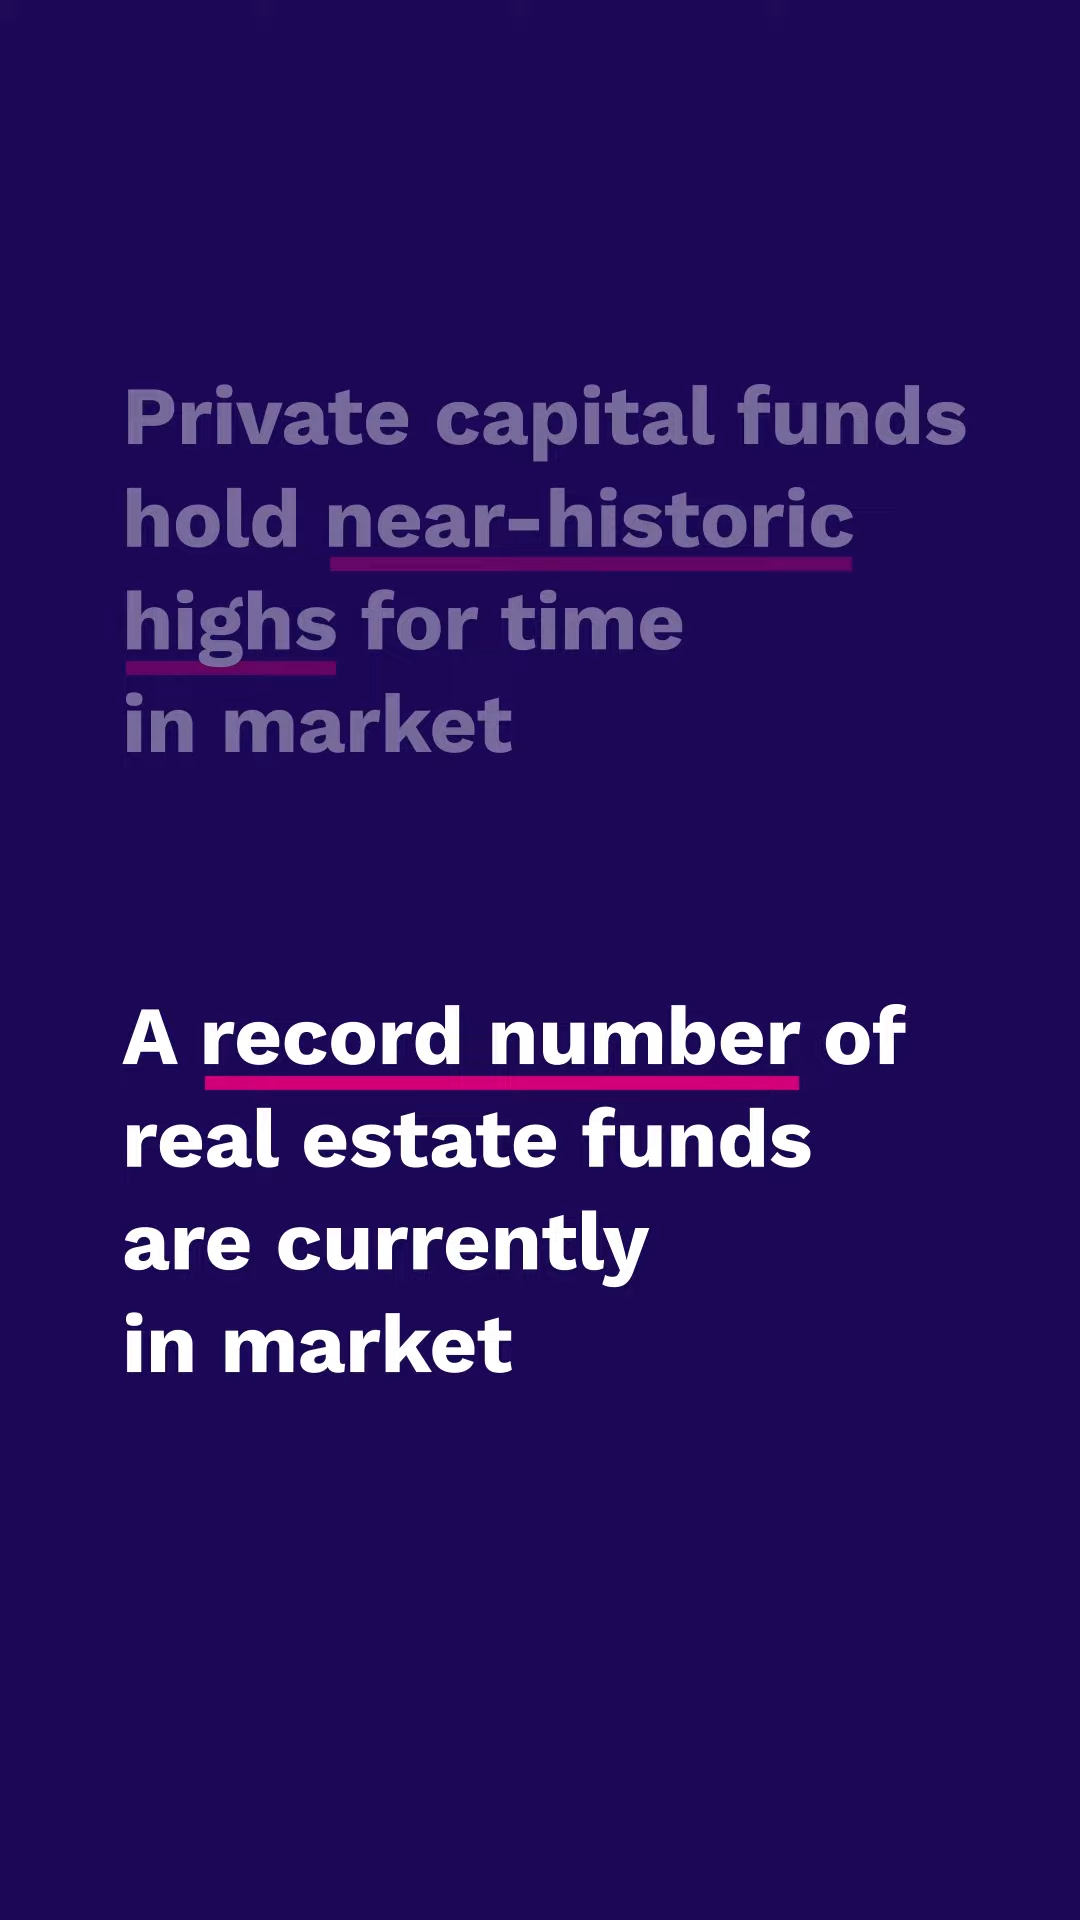 Private capital funds
hold near-historic
highs for time
in market
A record number of
real estate funds
are currently
in market